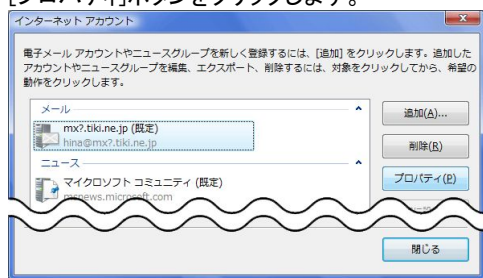 [プロパティ]ボタンをクリックします。
インターネット アカウント
電子メール アカウントやニュースグループを新しく登録するには、[追加] をクリックします。追加した
アカウントやニュースグループを編集、エクスポート、削除するには、対象をクリックしてから、希望の
動作をクリックします。
メール
mx?.tiki.ne.jp (既定)
hina@mx?.tiki.ne.jp
ニュース
マイクロソフト コミュニティ (既定)
msnews.microsoft.com
追加(A)...
削除(R)
プロパティ(P)
閉じる